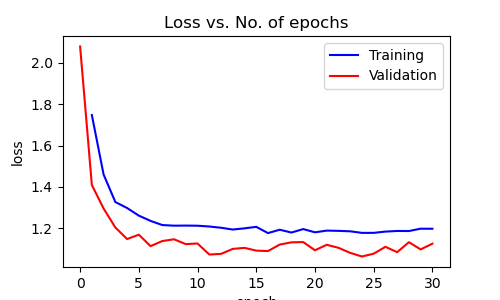 Loss vs. No. of epochs
Training
Validation
2.0
1.8
1.6
1.4
1.2
loss
0 5 10 15 20 25 30
epoch